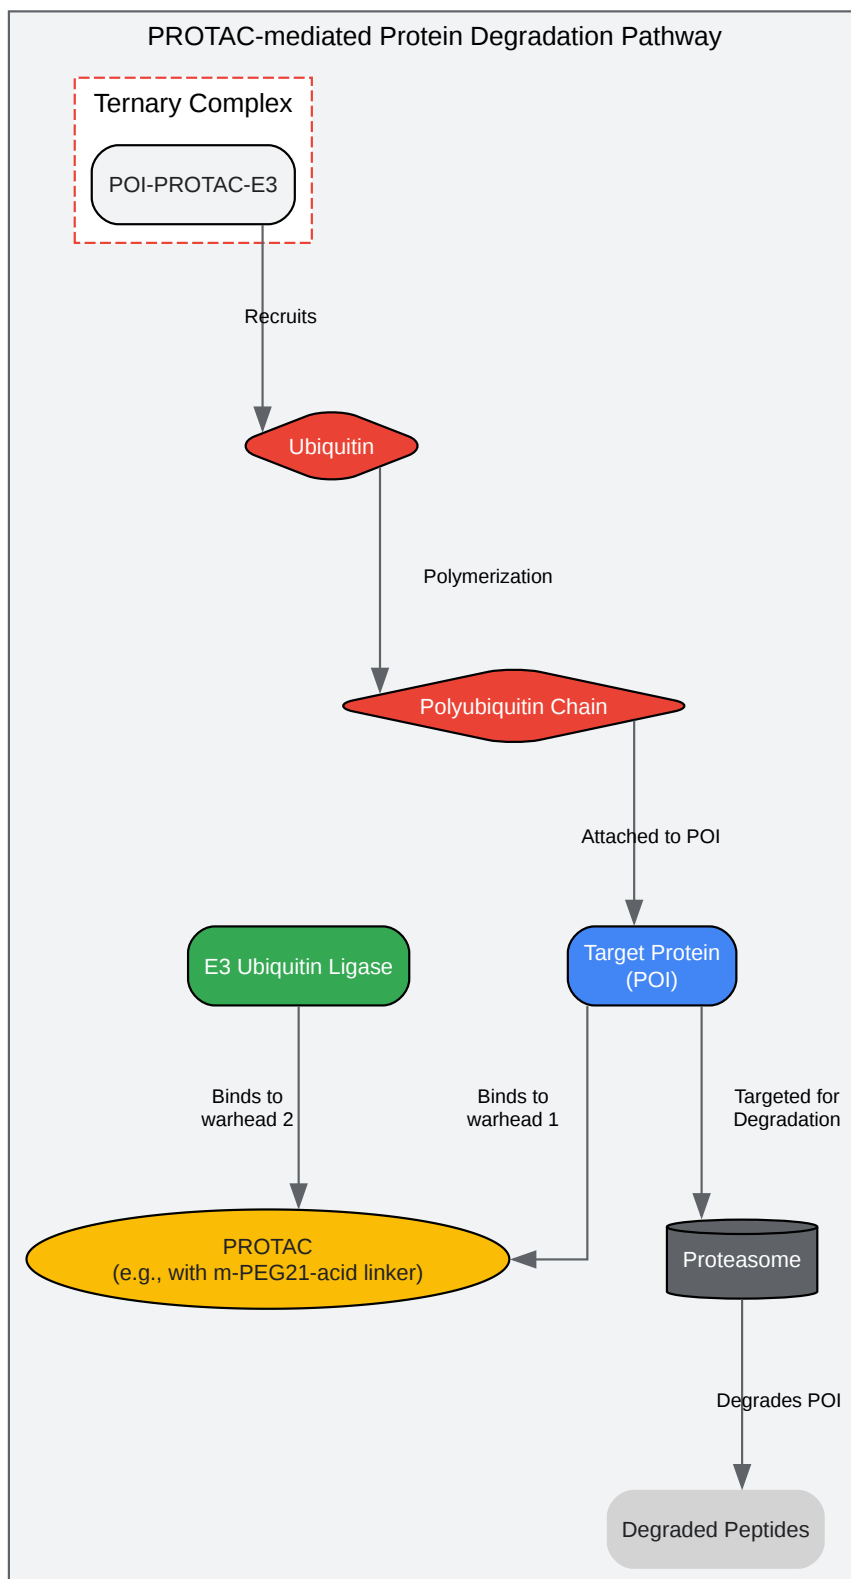 PROTAC-mediated Protein Degradation Pathway
Ternary Complex
POI-PROTAC-E3
Recruits
Ubiquitin
Polymerization
Polyubiquitin Chain
Attached to POI
E3 Ubiquitin Ligase
Target Protein
(POI)
Binds to
warhead 2
Binds to
warhead 1
Targeted for
Degradation
PROTAC
(e.g., with m-PEG21-acid linker)
Proteasome
Degrades POI
Degraded Peptides